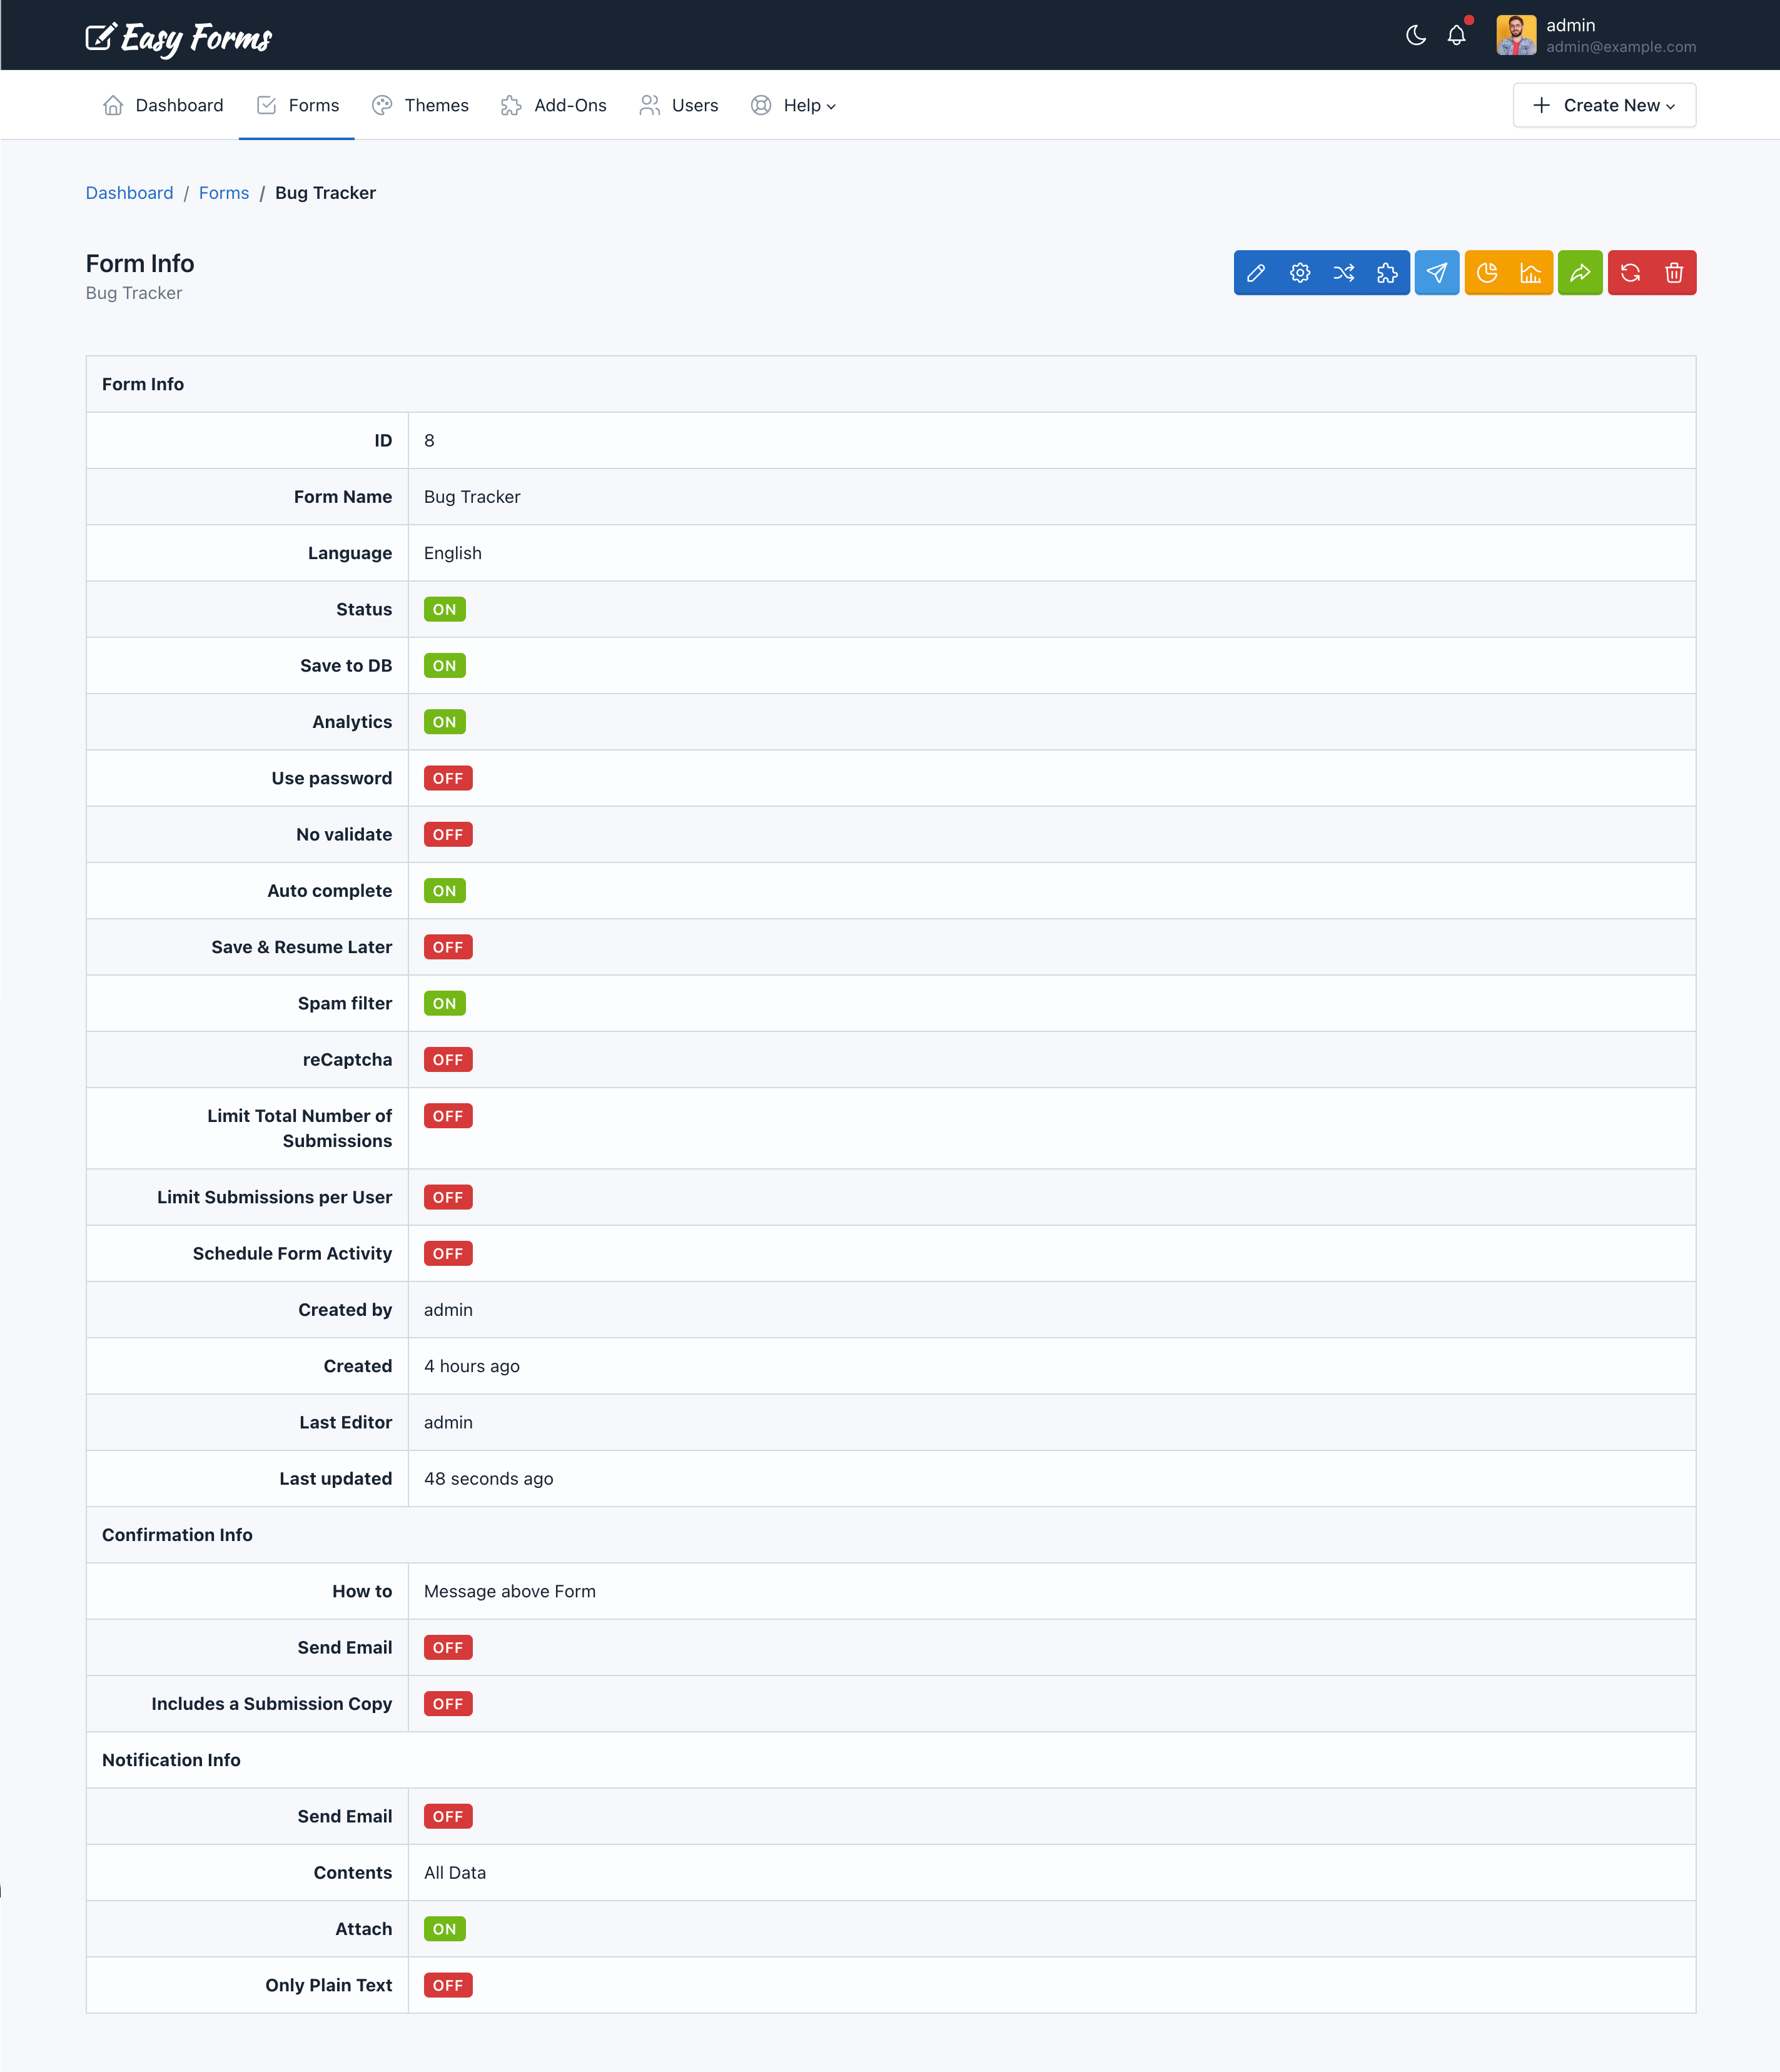 Easy Forms
admin
admin@example.com
Dashboard
Forms
Themes
Add-Ons
Users
Help
Create New
Dashboard / Forms / Bug Tracker
Form Info
Bug Tracker
Form Info
ID 8
Form Name Bug Tracker
Language English
Status ON
Save to DB ON
Analytics ON
Use password OFF
No validate OFF
Auto complete ON
Save & Resume Later OFF
Spam filter ON
reCaptcha OFF
Limit Total Number of OFF
Submissions
Limit Submissions per User OFF
Schedule Form Activity OFF
Created by admin
Created 4 hours ago
Last Editor admin
Last updated 48 seconds ago
Confirmation Info
How to Message above Form
Send Email OFF
Includes a Submission Copy OFF
Notification Info
Send Email OFF
Contents All Data
Attach ON
Only Plain Text OFF